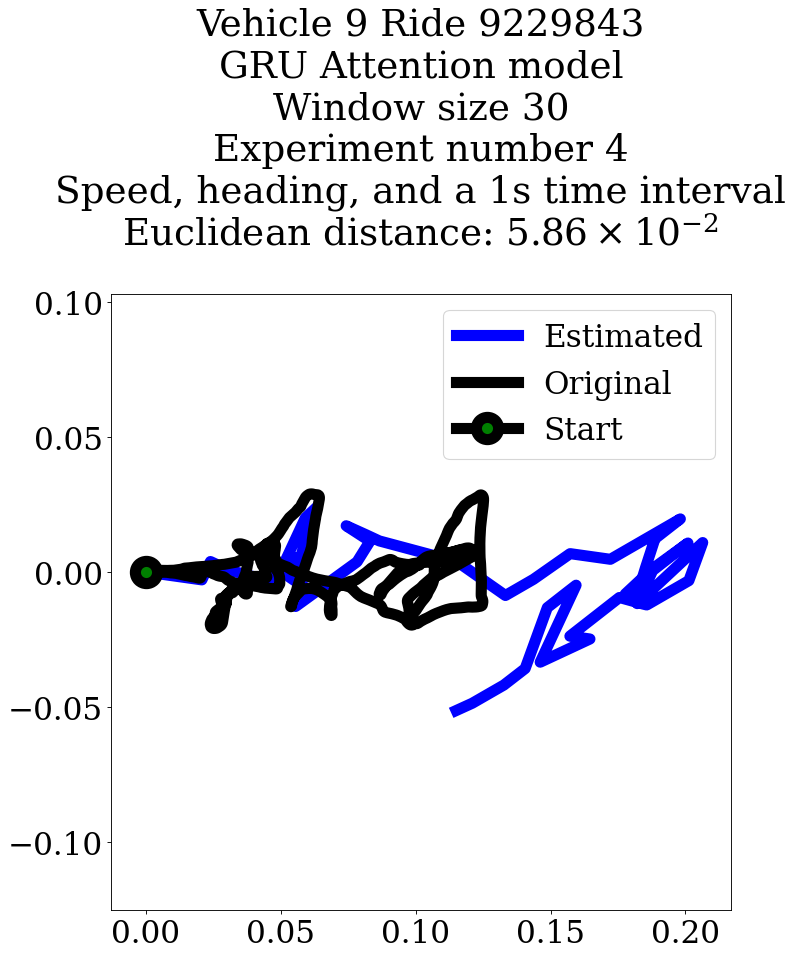 Vehicle 9 Ride 9229843
GRU Attention model
Window size 30
Experiment number 4
Speed, heading, and a 1s time interval
Euclidean distance: 5.86 × 10⁻²
Estimated
Original
Start
0.10
0.05
0.00
−0.05
−0.10
0.00 0.05 0.10 0.15 0.20